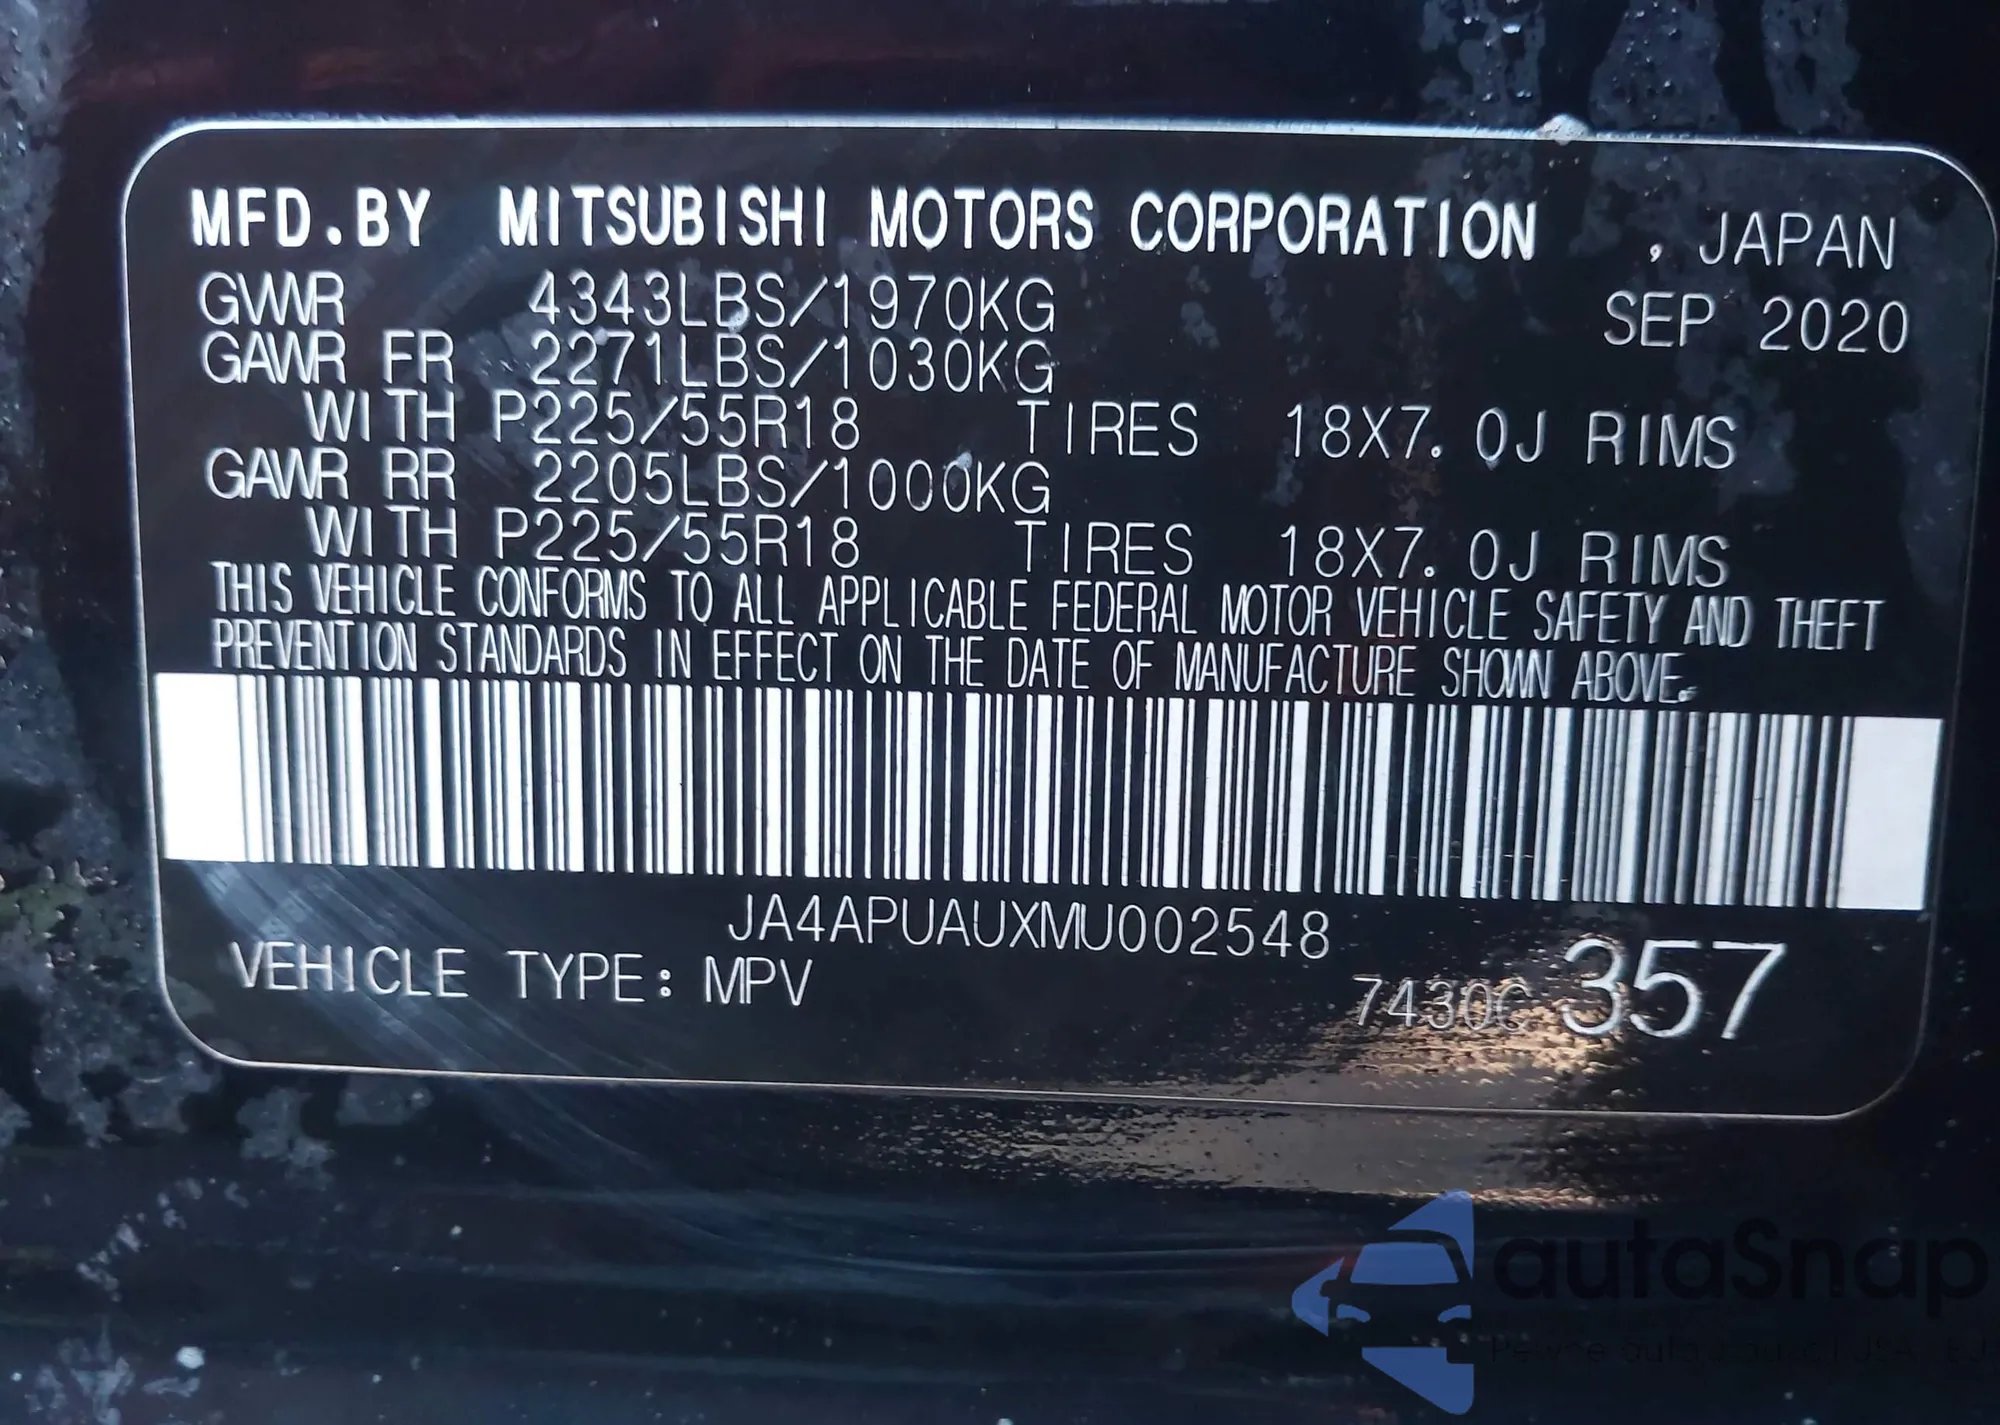 MFD.BY MITSUBISHI MOTORS CORPORATION , JAPAN
GVWR 4343LBS/1970KG SEP 2020
GAWR FR 2271LBS/1030KG
WITH P225/55R18 TIRES 18X7.0J RIMS
GAWR RR 2205LBS/1000KG
WITH P225/55R18 TIRES 18X7.0J RIMS
THIS VEHICLE CONFORMS TO ALL APPLICABLE FEDERAL MOTOR VEHICLE SAFETY AND THEFT
PREVENTION STANDARDS IN EFFECT ON THE DATE OF MANUFACTURE SHOWN ABOVE.
JA4APUAUXMU002548
VEHICLE TYPE: MPV 7430C 357
autaSnap